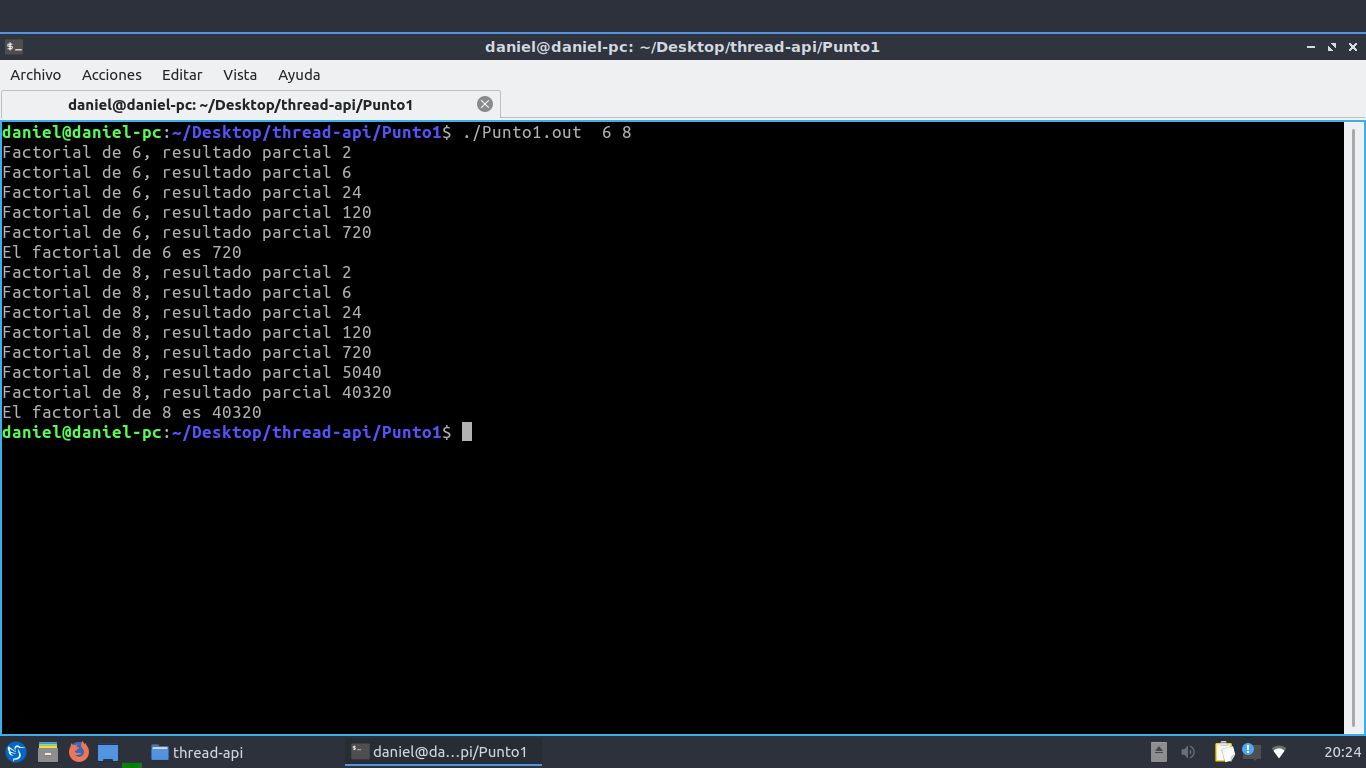 daniel@daniel-pc: ~/Desktop/thread-api/Punto1
Archivo Acciones Editar Vista Ayuda
daniel@daniel-pc: ~/Desktop/thread-api/Punto1
daniel@daniel-pc:~/Desktop/thread-api/Punto1$ ./Punto1.out  6 8
Factorial de 6, resultado parcial 2
Factorial de 6, resultado parcial 6
Factorial de 6, resultado parcial 24
Factorial de 6, resultado parcial 120
Factorial de 6, resultado parcial 720
El factorial de 6 es 720
Factorial de 8, resultado parcial 2
Factorial de 8, resultado parcial 6
Factorial de 8, resultado parcial 24
Factorial de 8, resultado parcial 120
Factorial de 8, resultado parcial 720
Factorial de 8, resultado parcial 5040
Factorial de 8, resultado parcial 40320
El factorial de 8 es 40320
daniel@daniel-pc:~/Desktop/thread-api/Punto1$
thread-api daniel@da...pi/Punto1 20:24